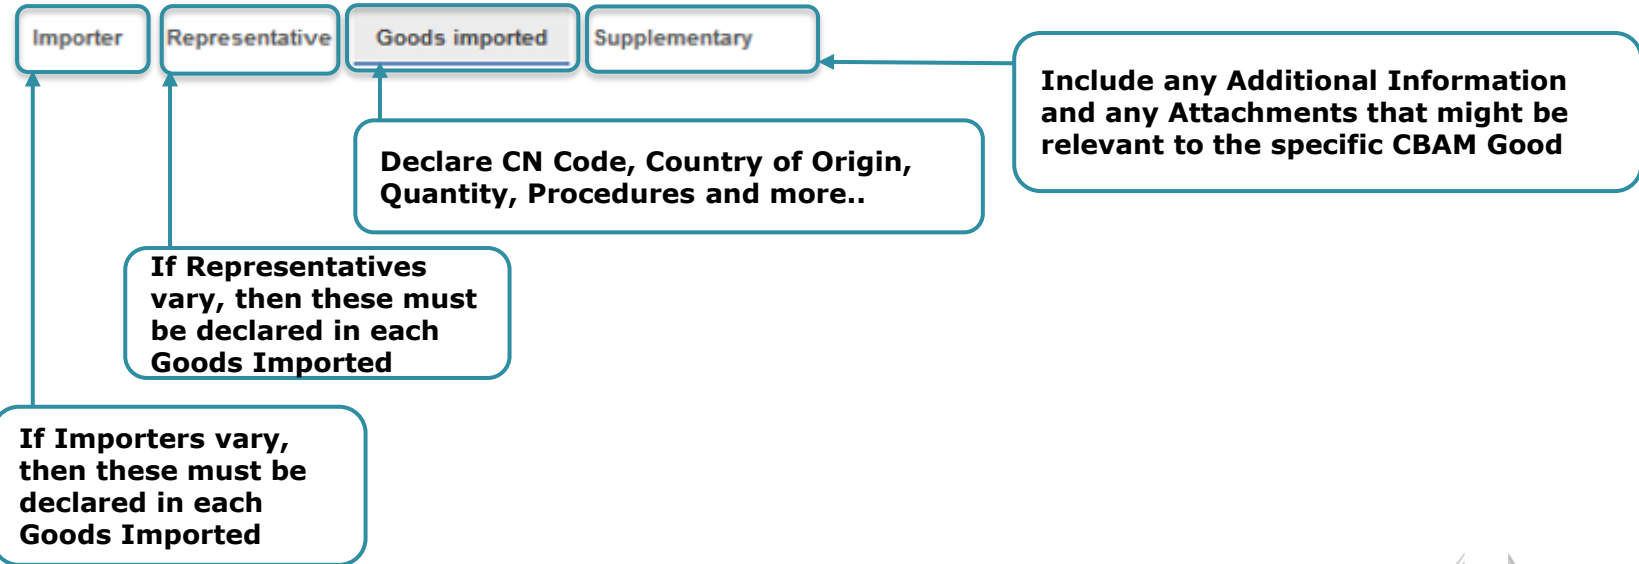 Importer
Representative
Goods imported
Supplementary
Include any Additional Information
and any Attachments that might be
relevant to the specific CBAM Good
Declare CN Code, Country of Origin,
Quantity, Procedures and more..
If Representatives
vary, then these must
be declared in each
Goods Imported
If Importers vary,
then these must be
declared in each
Goods Imported